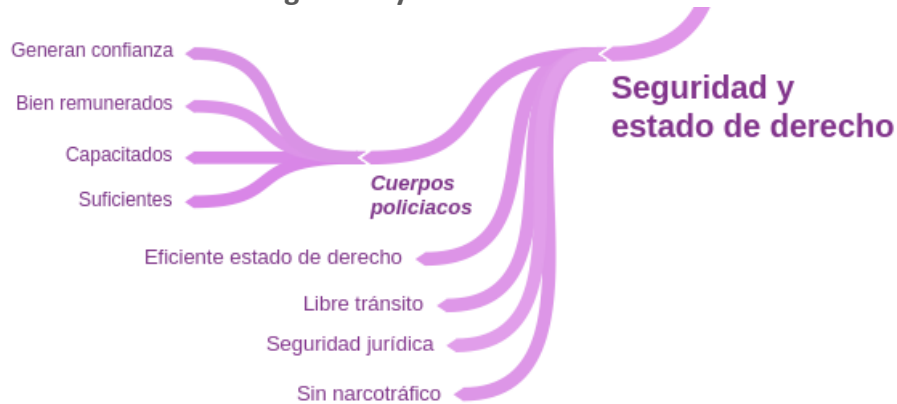 Generan confianza
Bien remunerados
Capacitados
Suficientes
Cuerpos
policiacos
Seguridad y
estado de derecho
Eficiente estado de derecho
Libre tránsito
Seguridad jurídica
Sin narcotráfico